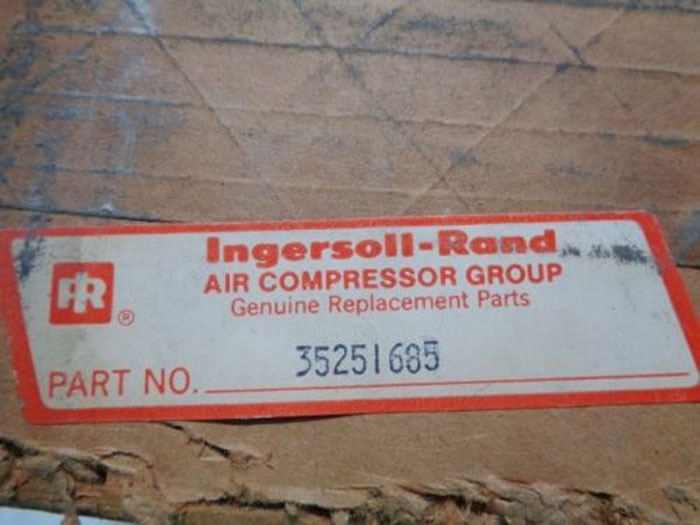 Ingersoll-Rand
AIR COMPRESSOR GROUP
IR ®
Genuine Replacement Parts
PART NO. 35251685